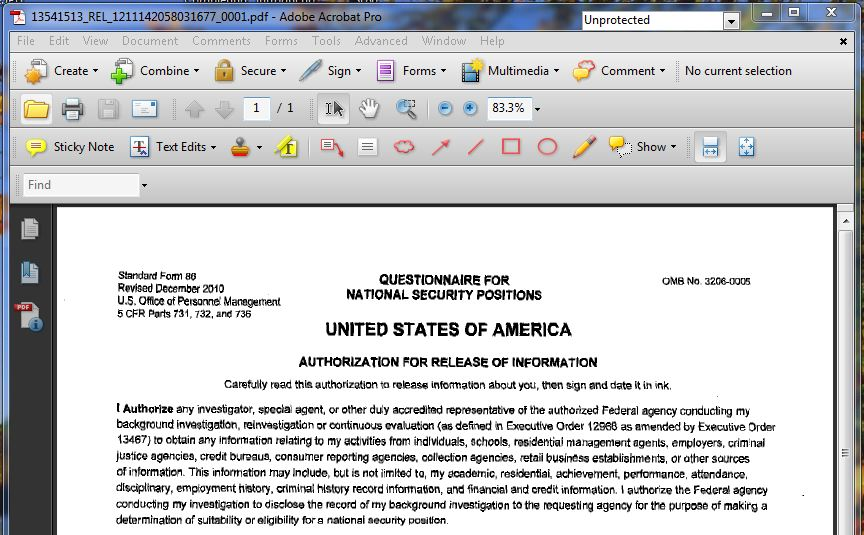 13541513_REL_1211142058031677_0001.pdf - Adobe Acrobat Pro
Unprotected
File Edit View Document Comments Forms Tools Advanced Window Help
Create Combine Secure Sign Forms Multimedia Comment No current selection
1 / 1 83.3%
Sticky Note Text Edits Show
Find
Standard Form 86
Revised December 2010
U.S. Office of Personnel Management
5 CFR Parts 731, 732, and 736
QUESTIONNAIRE FOR
NATIONAL SECURITY POSITIONS
OMB No. 3206-0005
UNITED STATES OF AMERICA
AUTHORIZATION FOR RELEASE OF INFORMATION
Carefully read this authorization to release information about you, then sign and date it in ink.
I Authorize any investigator, special agent, or other duly accredited representative of the authorized Federal agency conducting my
background investigation, reinvestigation or continuous evaluation (as defined in Executive Order 12968 as amended by Executive Order
13467) to obtain any information relating to my activities from individuals, schools, residential management agents, employers, criminal
justice agencies, credit bureaus, consumer reporting agencies, collection agencies, retail business establishments, or other sources
of information. This information may include, but is not limited to, my academic, residential, achievement, performance, attendance,
disciplinary, employment history, criminal history record information, and financial and credit information. I authorize the Federal agency
conducting my investigation to disclose the record of my background investigation to the requesting agency for the purpose of making a
determination of suitability or eligibility for a national security position.